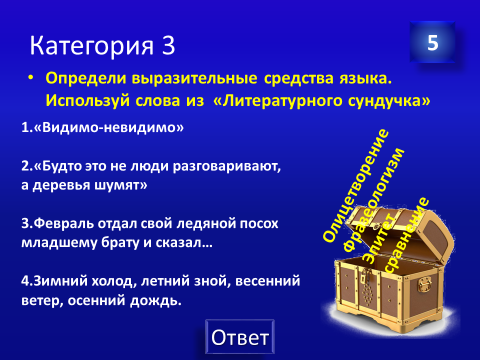 Категория 3
5
• Определи выразительные средства языка.
Используй слова из «Литературного сундучка»
1.«Видимо-невидимо»
2.«Будто это не люди разговаривают,
а деревья шумят»
3.Февраль отдал свой ледяной посох
младшему брату и сказал…
4.Зимний холод, летний зной, весенний
ветер, осенний дождь.
Олицетворение
Фразеологизм
Эпитет
сравнение
Ответ